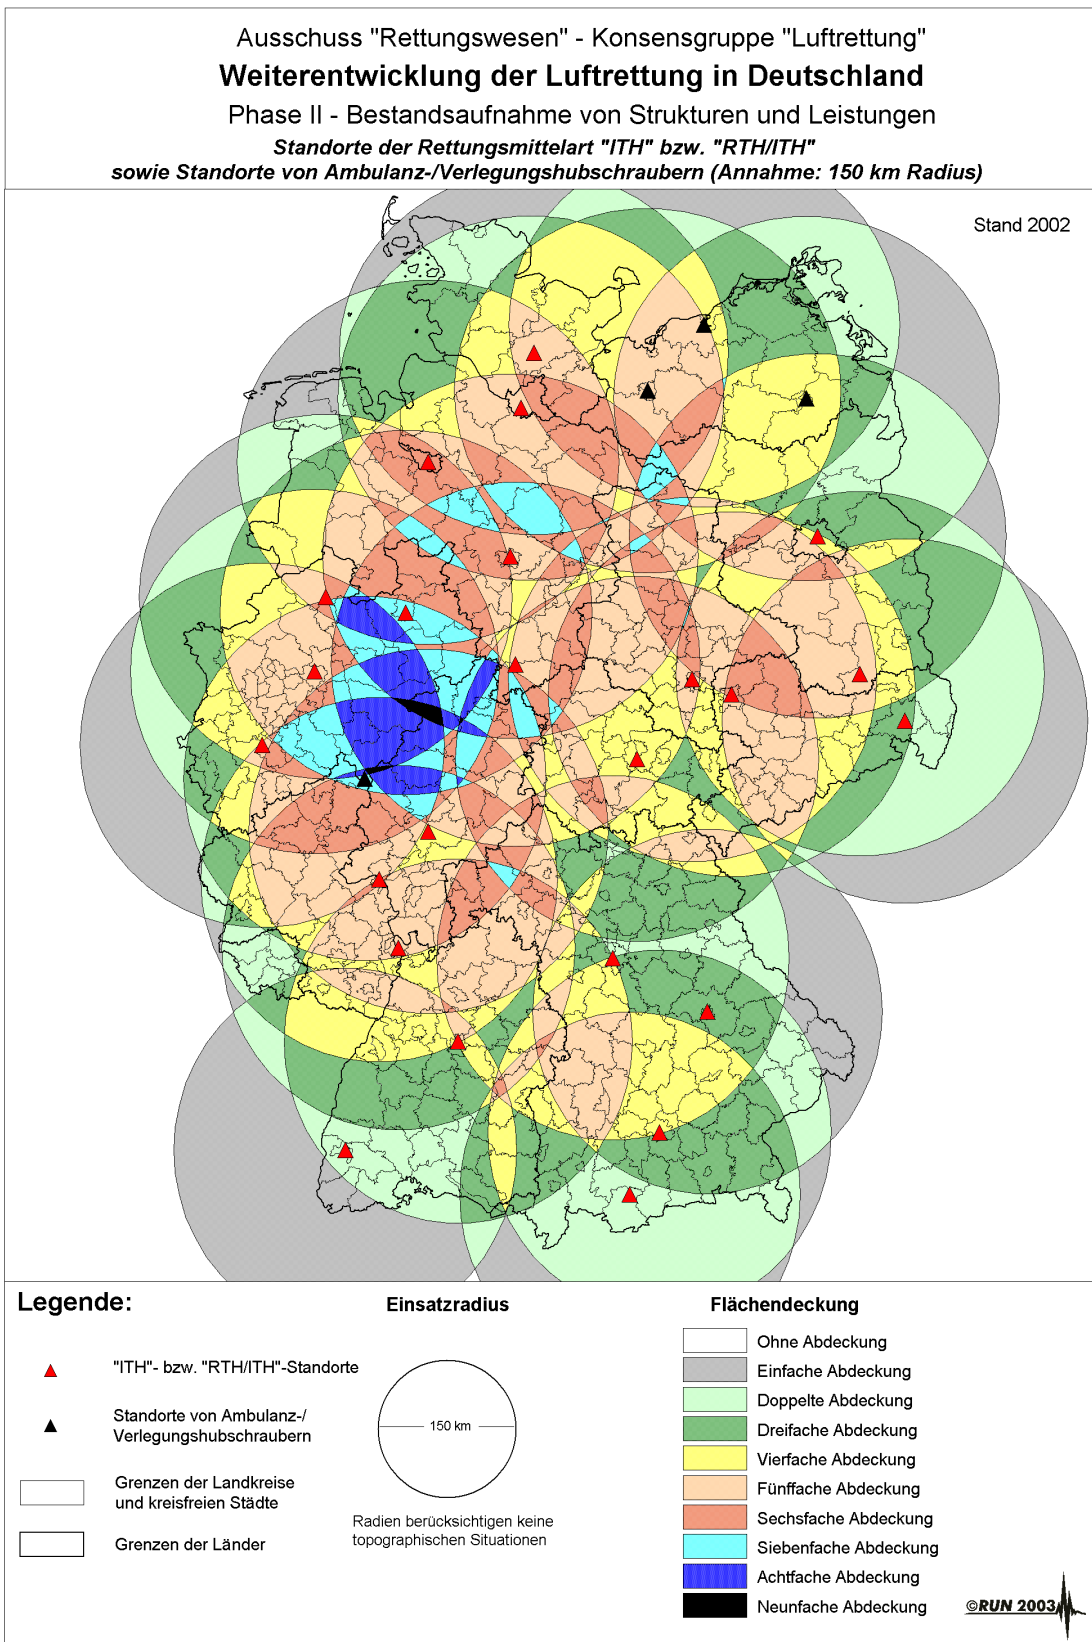 Ausschuss "Rettungswesen" - Konsensgruppe "Luftrettung"
Weiterentwicklung der Luftrettung in Deutschland
Phase II - Bestandsaufnahme von Strukturen und Leistungen
Standorte der Rettungsmittelart "ITH" bzw. "RTH/ITH"
sowie Standorte von Ambulanz-/Verlegungshubschraubern (Annahme: 150 km Radius)
Stand 2002
Legende:
"ITH"- bzw. "RTH/ITH"-Standorte
Standorte von Ambulanz-/
Verlegungshubschraubern
Grenzen der Landkreise
und kreisfreien Städte
Grenzen der Länder
Einsatzradius
150 km
Radien berücksichtigen keine
topographischen Situationen
Flächendeckung
Ohne Abdeckung
Einfache Abdeckung
Doppelte Abdeckung
Dreifache Abdeckung
Vierfache Abdeckung
Fünffache Abdeckung
Sechsfache Abdeckung
Siebenfache Abdeckung
Achtfache Abdeckung
Neunfache Abdeckung
©RUN 2003